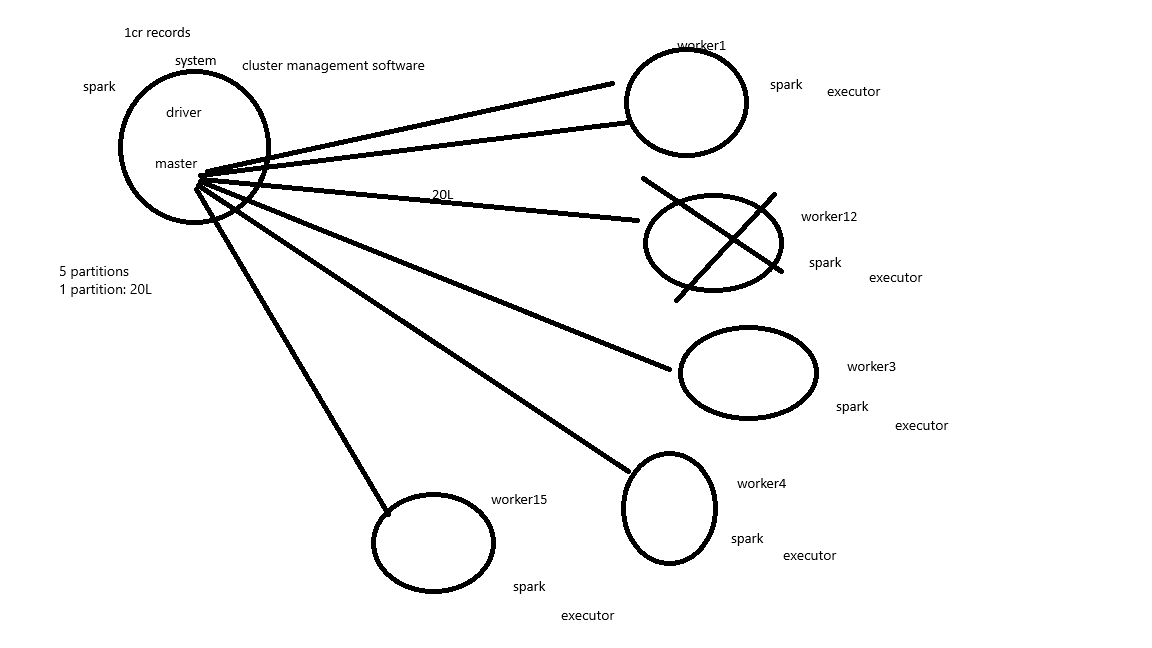 1cr records
system
cluster management software
spark
driver
master
20L
5 partitions
1 partition: 20L
worker1
spark
executor
worker12
spark
executor
worker3
spark
executor
worker4
spark
executor
worker15
spark
executor